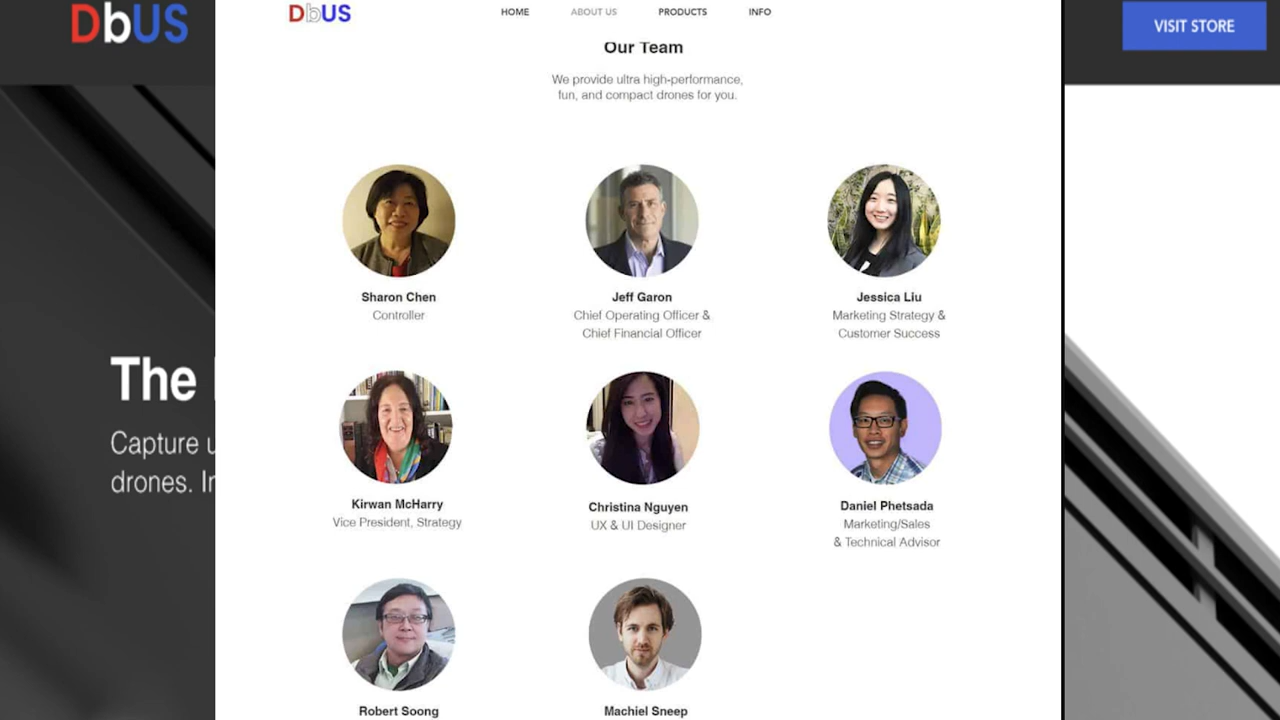 DbUS
VISIT STORE
The
Capture u
drones. Ir
DbUS
HOME
ABOUT US
PRODUCTS
INFO
Our Team
We provide ultra high-performance,
fun, and compact drones for you.
Sharon Chen
Controller
Jeff Garon
Chief Operating Officer &
Chief Financial Officer
Jessica Liu
Marketing Strategy &
Customer Success
Kirwan McHarry
Vice President, Strategy
Christina Nguyen
UX & UI Designer
Daniel Phetsada
Marketing/Sales
& Technical Advisor
Robert Soong
Machiel Sneep